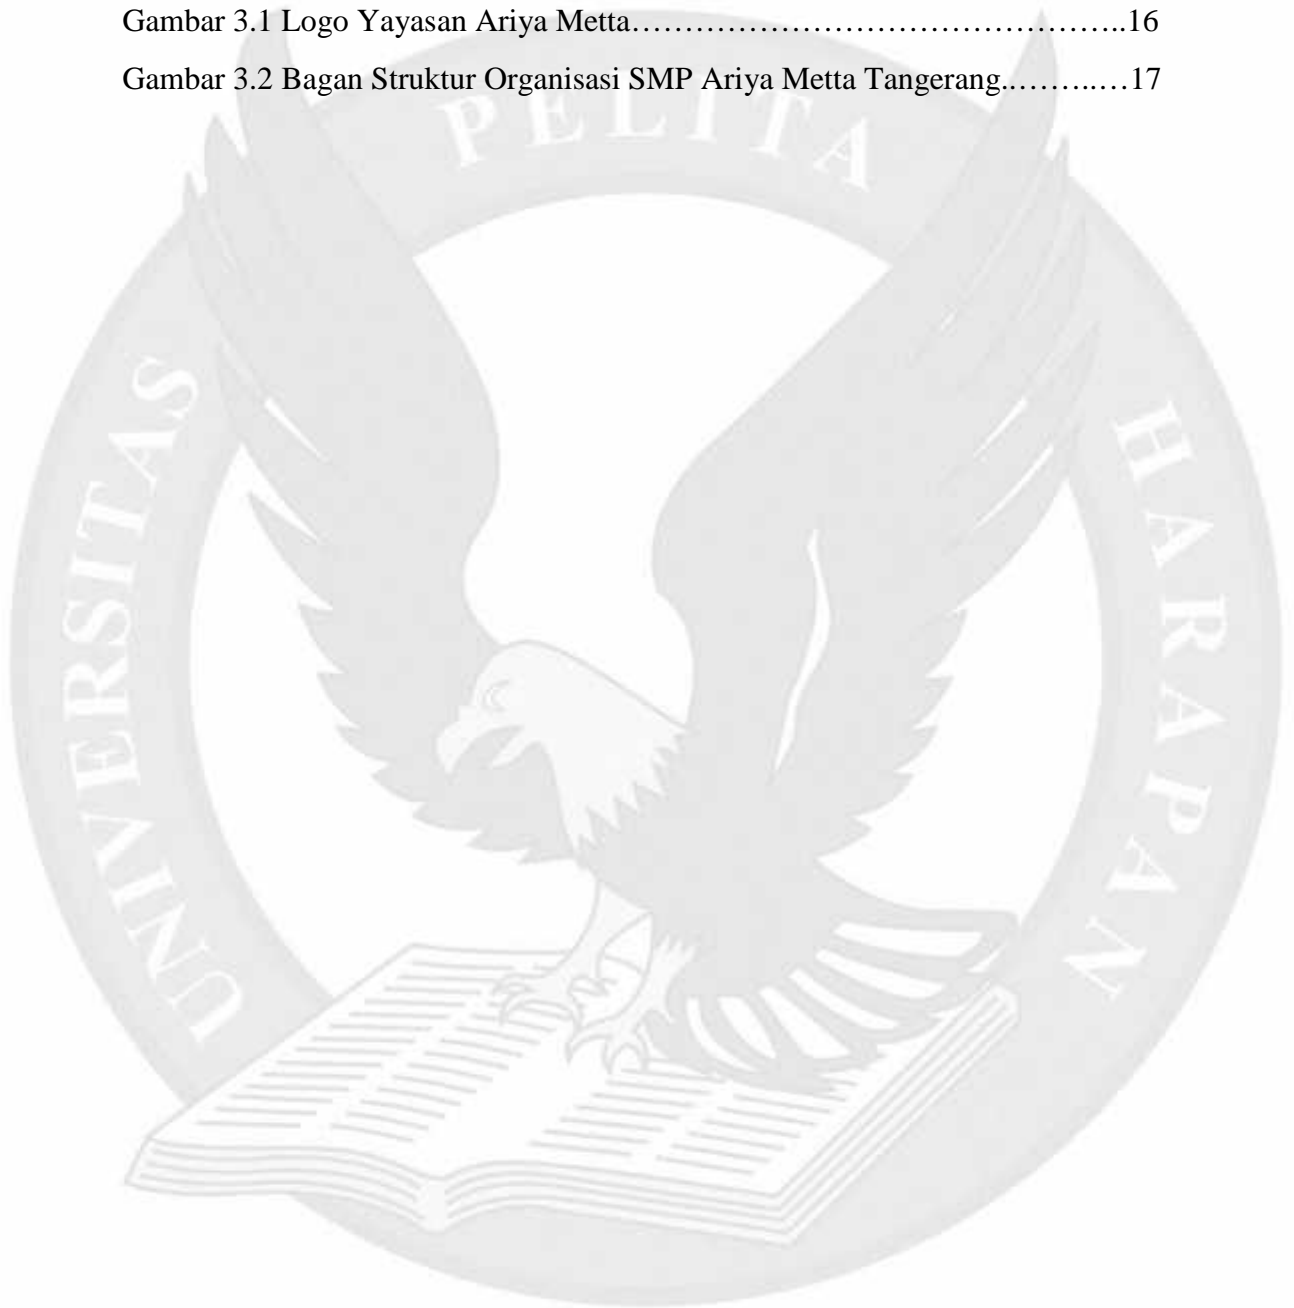 Gambar 3.1 Logo Yayasan Ariya Metta………………………………………..16
Gambar 3.2 Bagan Struktur Organisasi SMP Ariya Metta Tangerang..……..…17
UNIVERSITAS PELITA HARAPAN